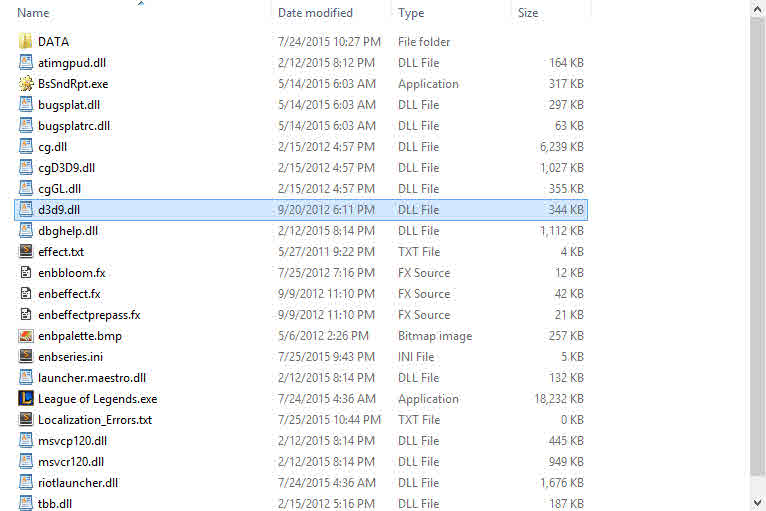 Name Date modified Type Size
DATA 7/24/2015 10:27 PM File folder
atimgpud.dll 2/12/2015 8:12 PM DLL File 164 KB
BsSndRpt.exe 5/14/2015 6:03 AM Application 317 KB
bugsplat.dll 5/14/2015 6:03 AM DLL File 297 KB
bugsplatrc.dll 5/14/2015 6:03 AM DLL File 63 KB
cg.dll 2/15/2012 4:57 PM DLL File 6,239 KB
cgD3D9.dll 2/15/2012 4:57 PM DLL File 1,027 KB
cgGL.dll 2/15/2012 4:57 PM DLL File 355 KB
d3d9.dll 9/20/2012 6:11 PM DLL File 344 KB
dbghelp.dll 2/12/2015 8:14 PM DLL File 1,112 KB
effect.txt 5/27/2011 9:22 PM TXT File 4 KB
enbbloom.fx 7/25/2012 7:16 PM FX Source 12 KB
enbeffect.fx 9/9/2012 11:10 PM FX Source 42 KB
enbeffectprepass.fx 9/9/2012 11:10 PM FX Source 21 KB
enbpalette.bmp 5/6/2012 2:26 PM Bitmap image 257 KB
enbseries.ini 7/25/2015 9:43 PM INI File 5 KB
launcher.maestro.dll 2/12/2015 8:14 PM DLL File 132 KB
League of Legends.exe 7/24/2015 4:36 AM Application 18,232 KB
Localization_Errors.txt 7/25/2015 10:44 PM TXT File 0 KB
msvcp120.dll 2/12/2015 8:14 PM DLL File 445 KB
msvcr120.dll 2/12/2015 8:14 PM DLL File 949 KB
riotlauncher.dll 7/24/2015 4:36 AM DLL File 1,676 KB
tbb.dll 2/15/2012 5:16 PM DLL File 187 KB